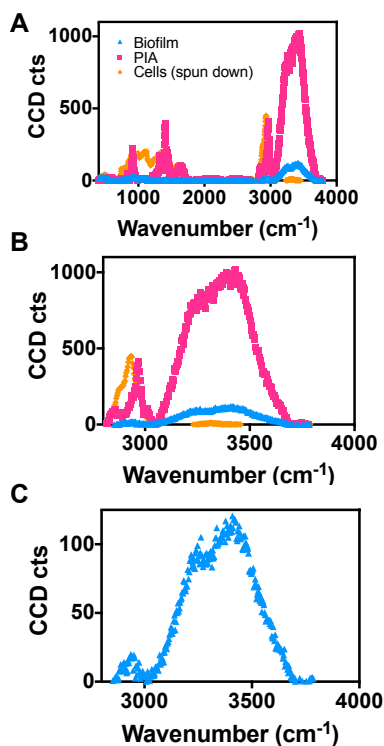 A
Biofilm
PIA
Cells (spun down)
CCD cts
1000
500
0
1000 2000 3000 4000
Wavenumber (cm-1)
B
CCD cts
1000
500
0
3000 3500 4000
Wavenumber (cm-1)
C
CCD cts
100
50
0
3000 3500 4000
Wavenumber (cm-1)